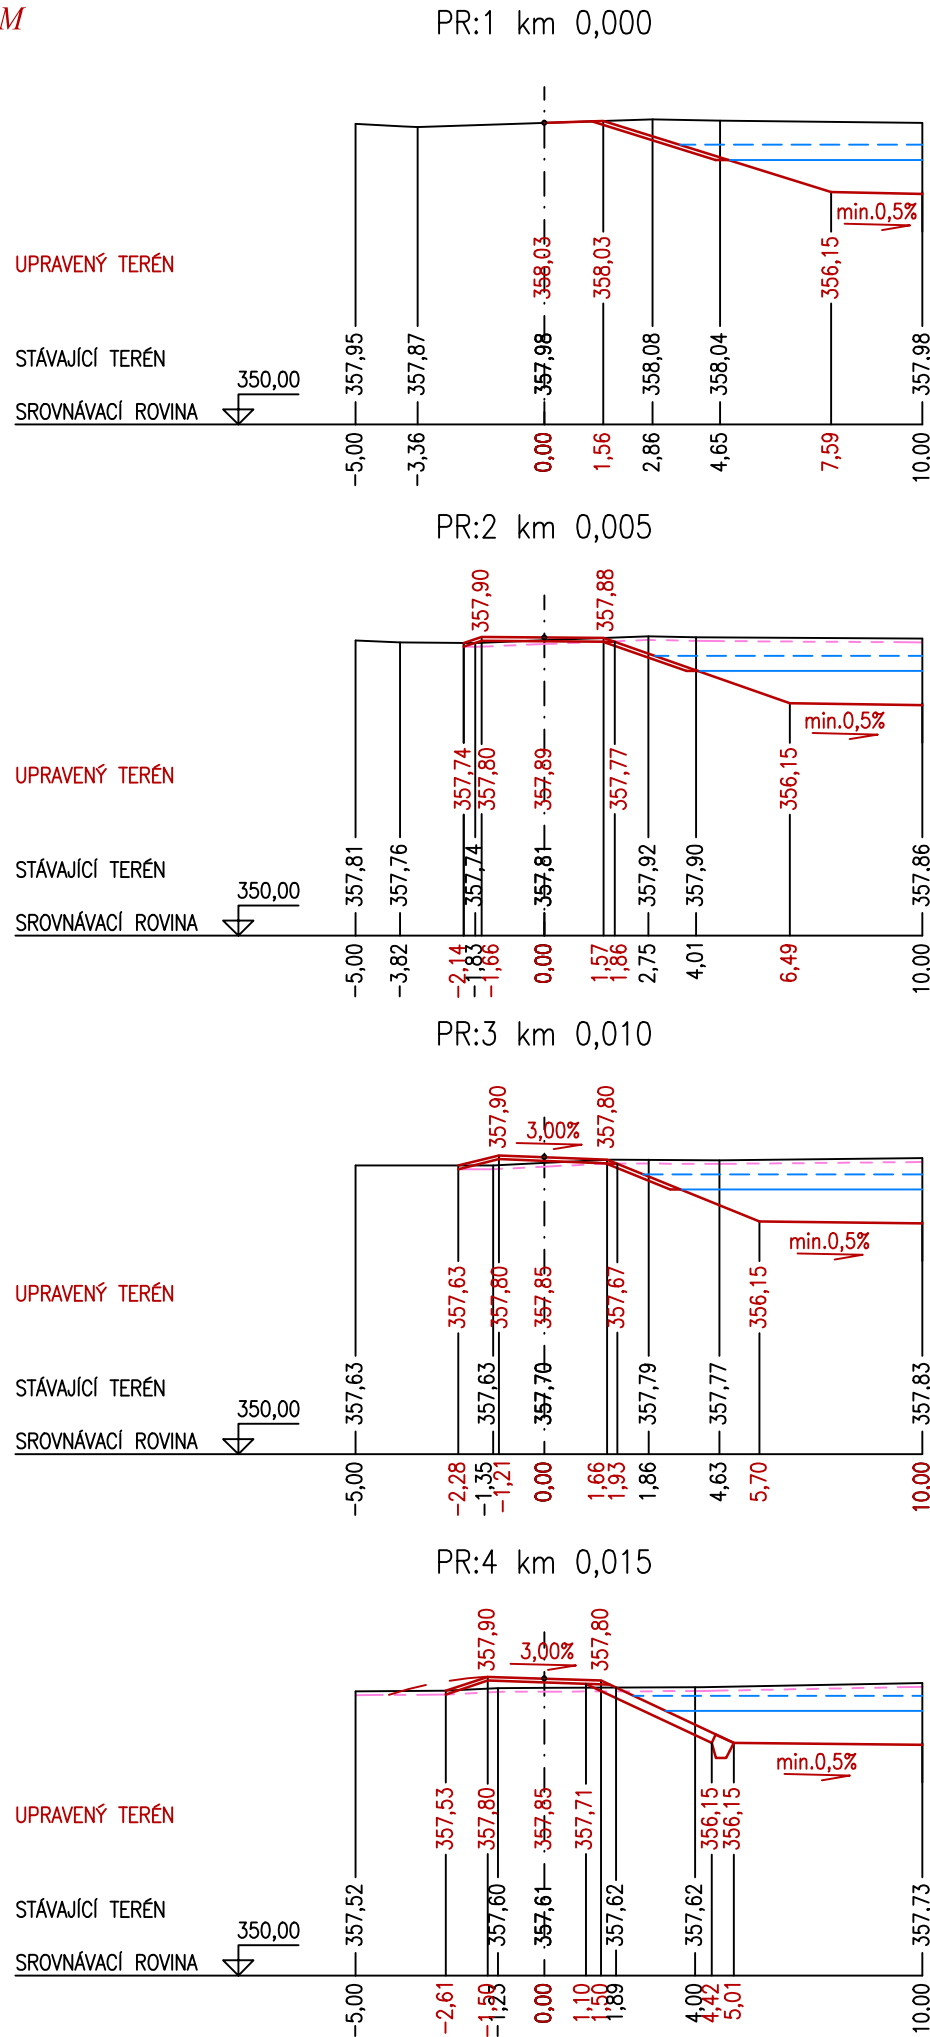 M
PR:1 km 0,000
UPRAVENÝ TERÉN
358,03 358,03 356,15
min.0,5%
STÁVAJÍCÍ TERÉN
357,95 357,87 357,98 358,08 358,04 357.98
350,00
SROVNÁVACÍ ROVINA
-5,00 -3,36 0,00 1,56 2,86 4,65 7,59 10.00
PR:2 km 0,005
357,90 357,88
min.0,5%
UPRAVENÝ TERÉN
357,74 357,80 357,89 357,77 356,15
STÁVAJÍCÍ TERÉN
357,81 357,76 357,74 357,81 357,92 357,90 357.86
350,00
SROVNÁVACÍ ROVINA
-5,00 -3,82 -2,14 -1,83 -1,66 0,00 1,57 1,86 2,75 4,01 6,49 10.00
PR:3 km 0,010
357,90 357,80
3,00%
min.0,5%
UPRAVENÝ TERÉN
357,63 357,80 357,85 357,67 356,15
STÁVAJÍCÍ TERÉN
357,63 357,63 357,70 357,79 357,77 357.83
350,00
SROVNÁVACÍ ROVINA
-5,00 -2,28 -1,35 -1,21 0,00 1,66 1,93 1,86 4,63 5,70 10.00
PR:4 km 0,015
357,90 357,80
3,00%
min.0,5%
UPRAVENÝ TERÉN
357,53 357,80 357,85 357,71 356,15 356,15
STÁVAJÍCÍ TERÉN
357,52 357,60 357,61 357,62 357,62 357.73
350,00
SROVNÁVACÍ ROVINA
-5,00 -2,61 -1,50 -1,23 0,00 1,10 1,50 1,89 4,00 4,42 5,01 10.00